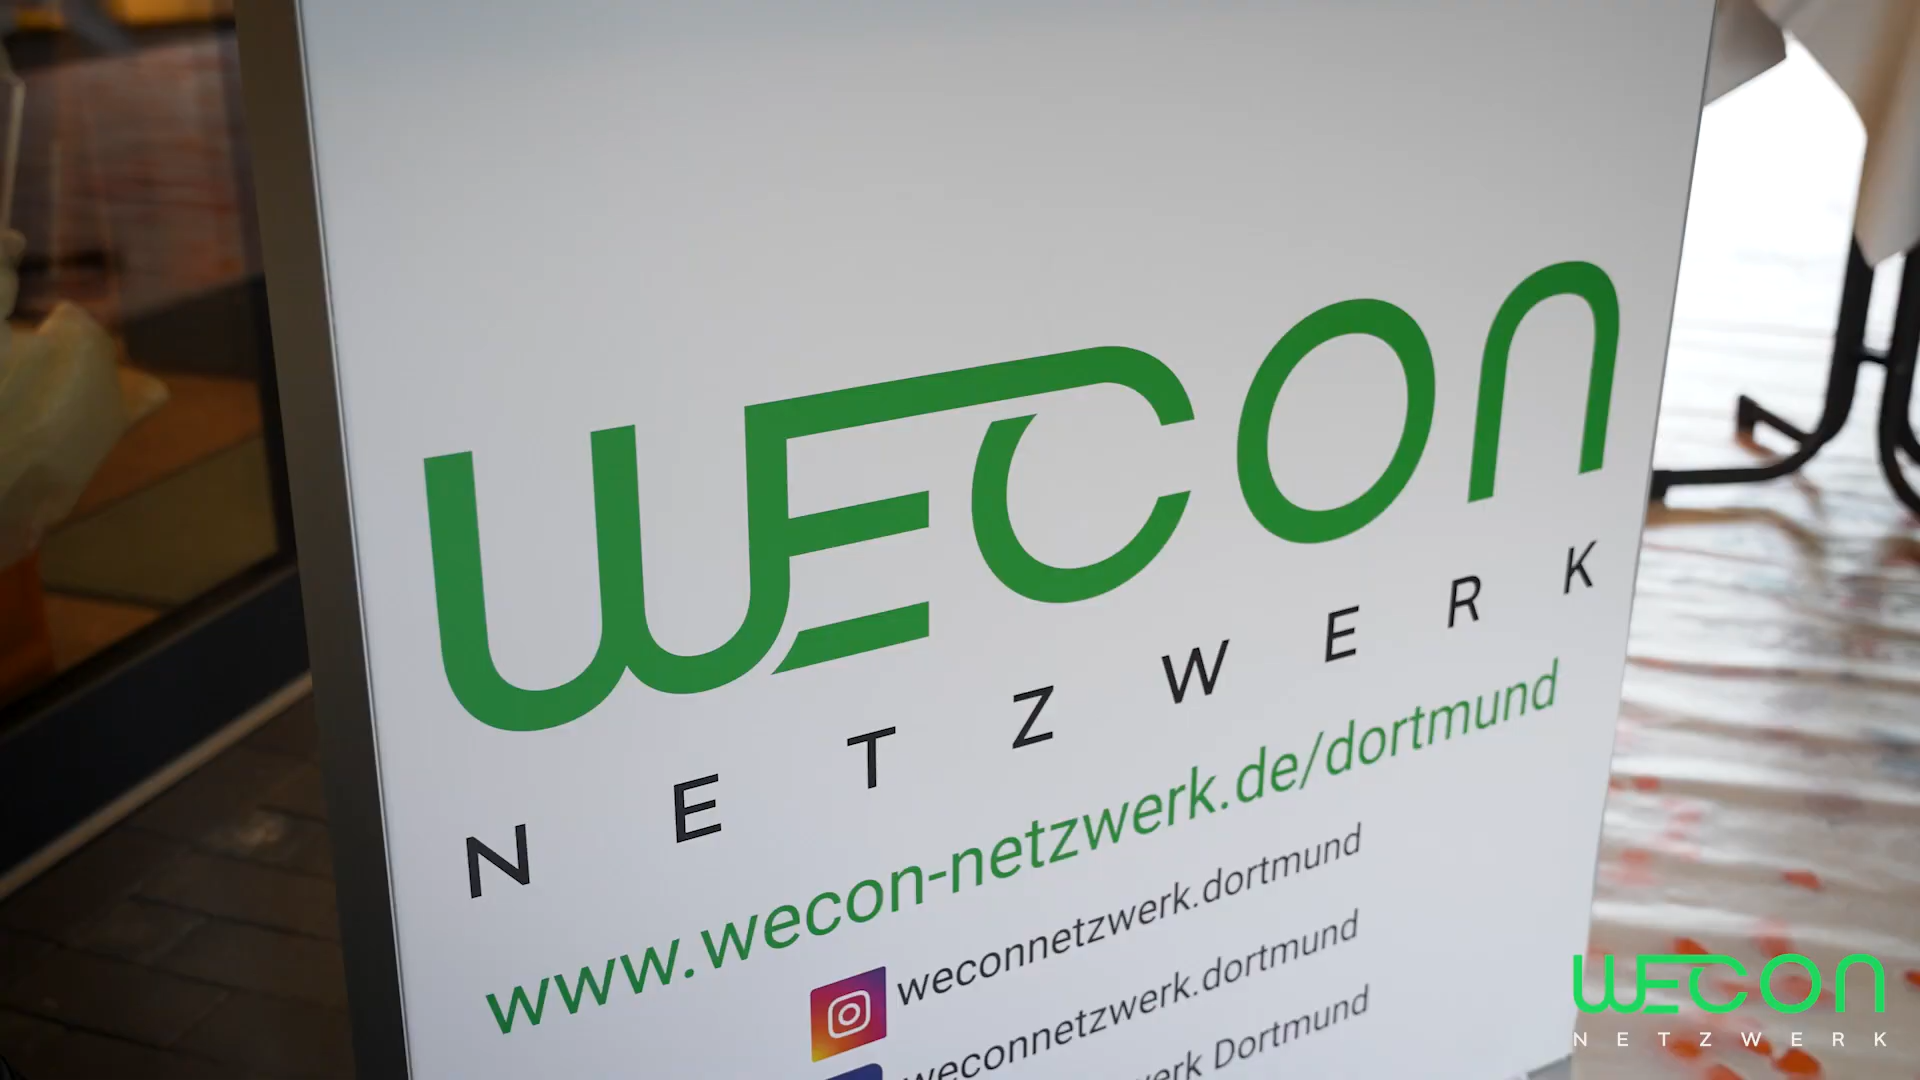 WECON
NETZWERK
www.wecon-netzwerk.de/dortmund
weconnetzwerk.dortmund
weconnetzwerk.dortmund
Dortmund
WECON
NETZWERK